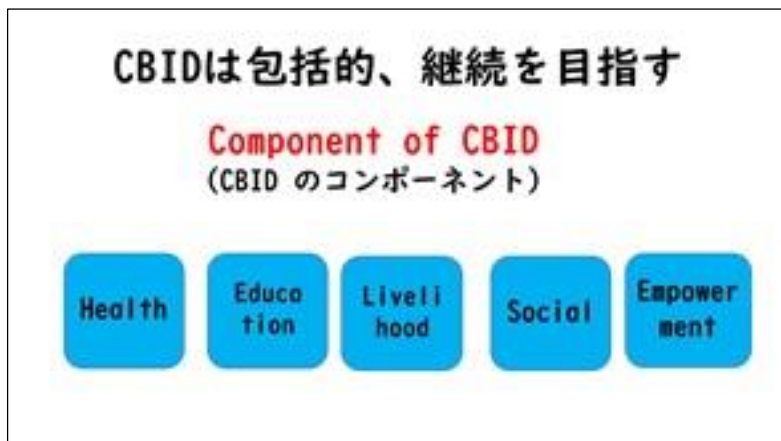 CBIDは包括的、継続を目指す
Component of CBID
(CBID のコンポーネント)
Health
Educa
tion
Liveli
hood
Social
Empower
ment